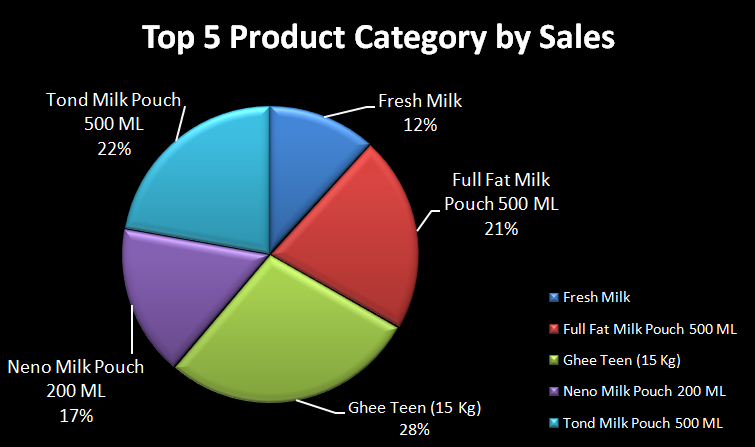 Top 5 Product Category by Sales
Tond Milk Pouch
500 ML
22%
Fresh Milk
12%
Full Fat Milk
Pouch 500 ML
21%
Neno Milk Pouch
200 ML
17%
Ghee Teen (15 Kg)
28%
Fresh Milk
Full Fat Milk Pouch 500 ML
Ghee Teen (15 Kg)
Neno Milk Pouch 200 ML
Tond Milk Pouch 500 ML